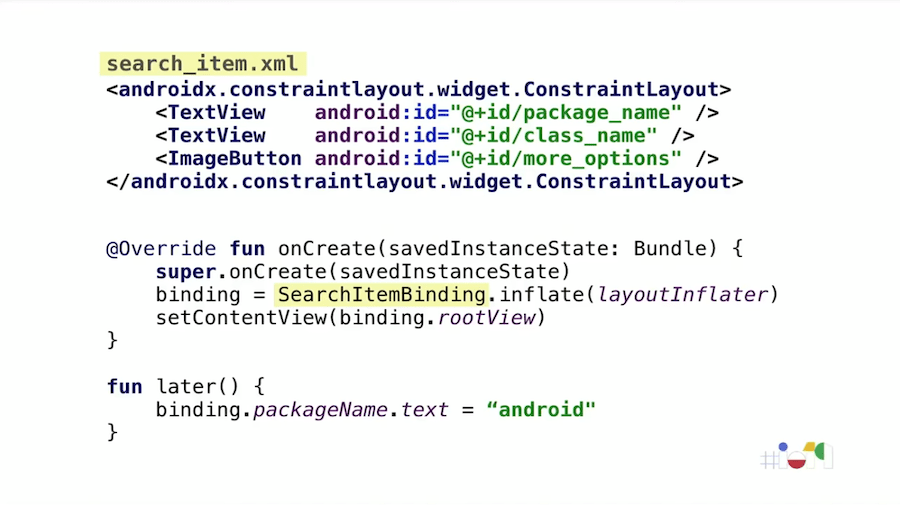 search_item.xml
<androidx.constraintlayout.widget.ConstraintLayout>
    <TextView    android:id="@+id/package_name" />
    <TextView    android:id="@+id/class_name" />
    <ImageButton android:id="@+id/more_options" />
</androidx.constraintlayout.widget.ConstraintLayout>
@Override fun onCreate(savedInstanceState: Bundle) {
    super.onCreate(savedInstanceState)
    binding = SearchItemBinding.inflate(layoutInflater)
    setContentView(binding.rootView)
}
fun later() {
    binding.packageName.text = “android"
}
#io19